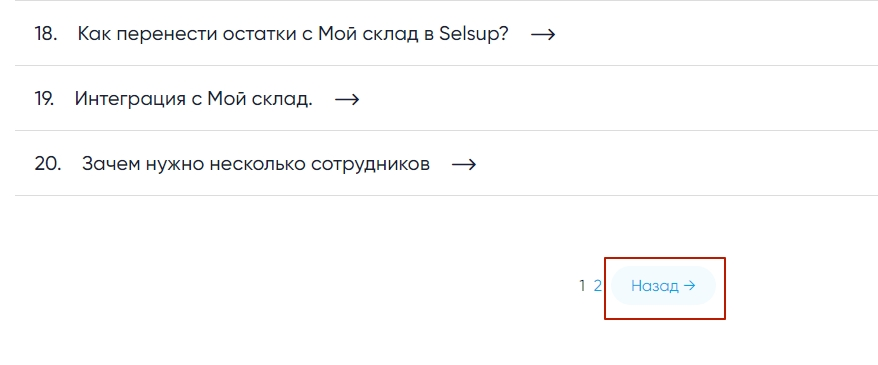 18. Как перенести остатки с Мой склад в Selsup? →
19. Интеграция с Мой склад. →
20. Зачем нужно несколько сотрудников →
1 2 Назад →